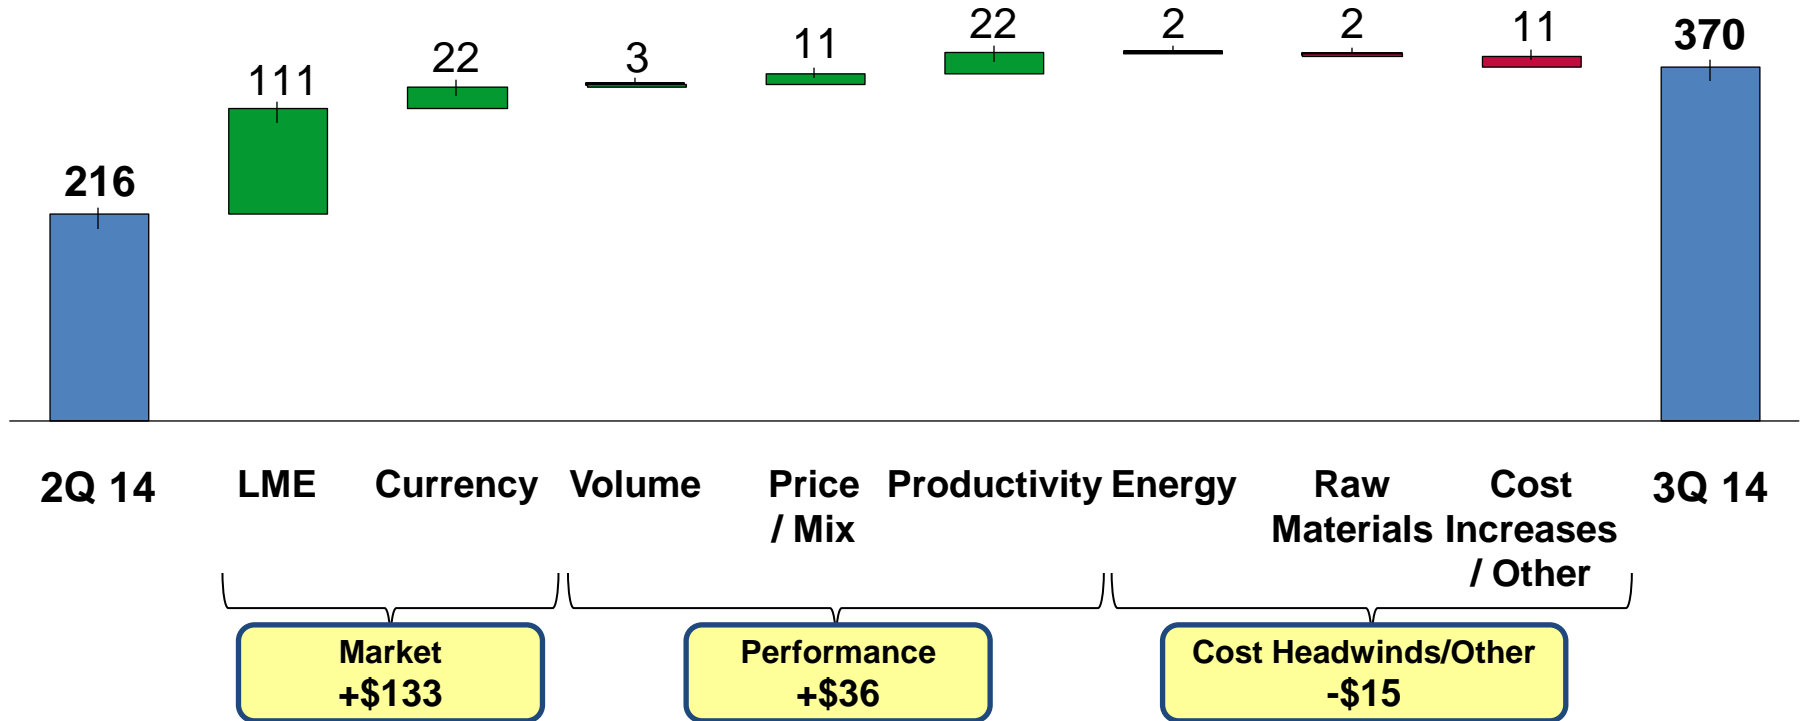 216
111
22
3
11
22
2
2
11
370
2Q 14
LME
Currency
Volume
Price
/ Mix
Productivity
Energy
Raw
Materials
Cost
Increases
/ Other
3Q 14
Market
+$133
Performance
+$36
Cost Headwinds/Other
-$15